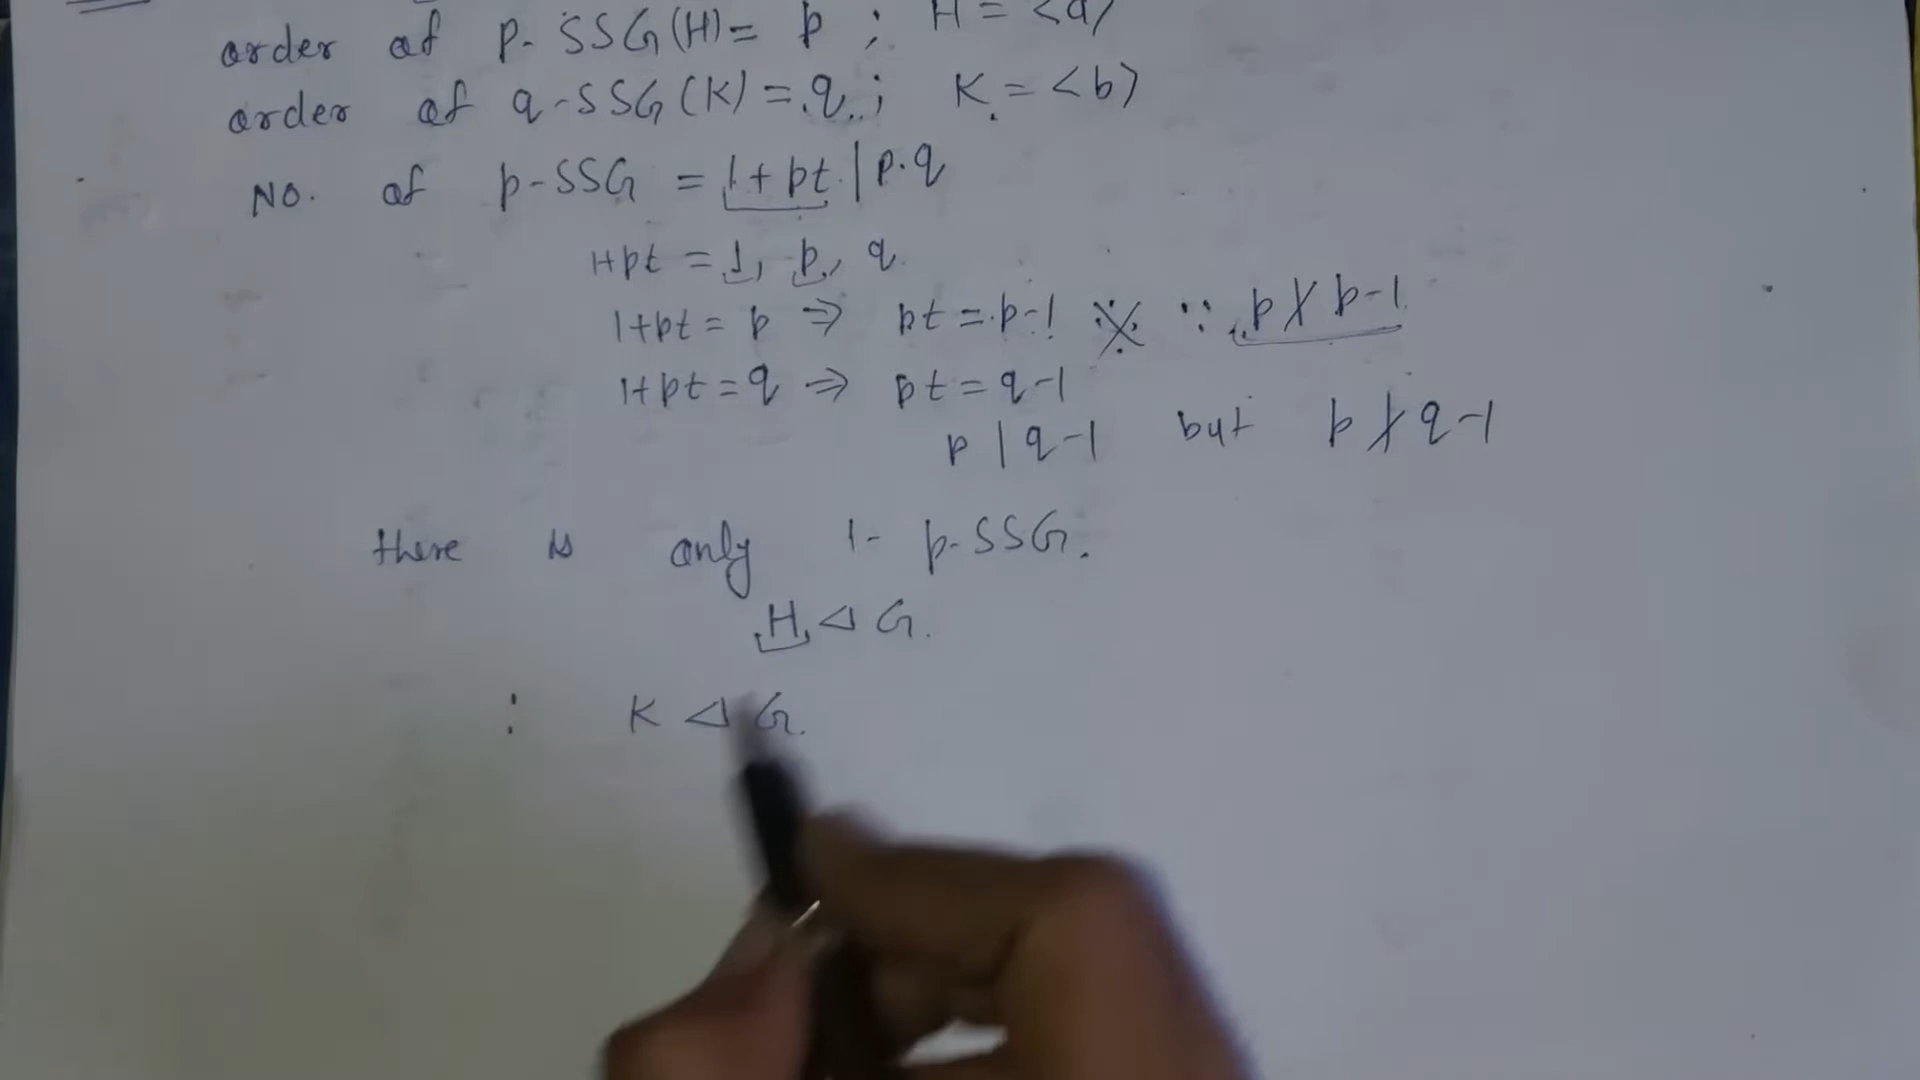 order of p- SSG(H) = p ; H = <a>
order of q-SSG(K) = q ; K = <b>
No. of p-SSG = 1+pt | p.q
1+pt = 1, p, q
1+pt = p ⇒ pt = p-1 ※ ∵ p ∤ p-1
1+pt = q ⇒ pt = q-1
p | q-1 but p ∤ q-1
there is only 1- p-SSG.
H ⊲ G.
: K ⊲ G.